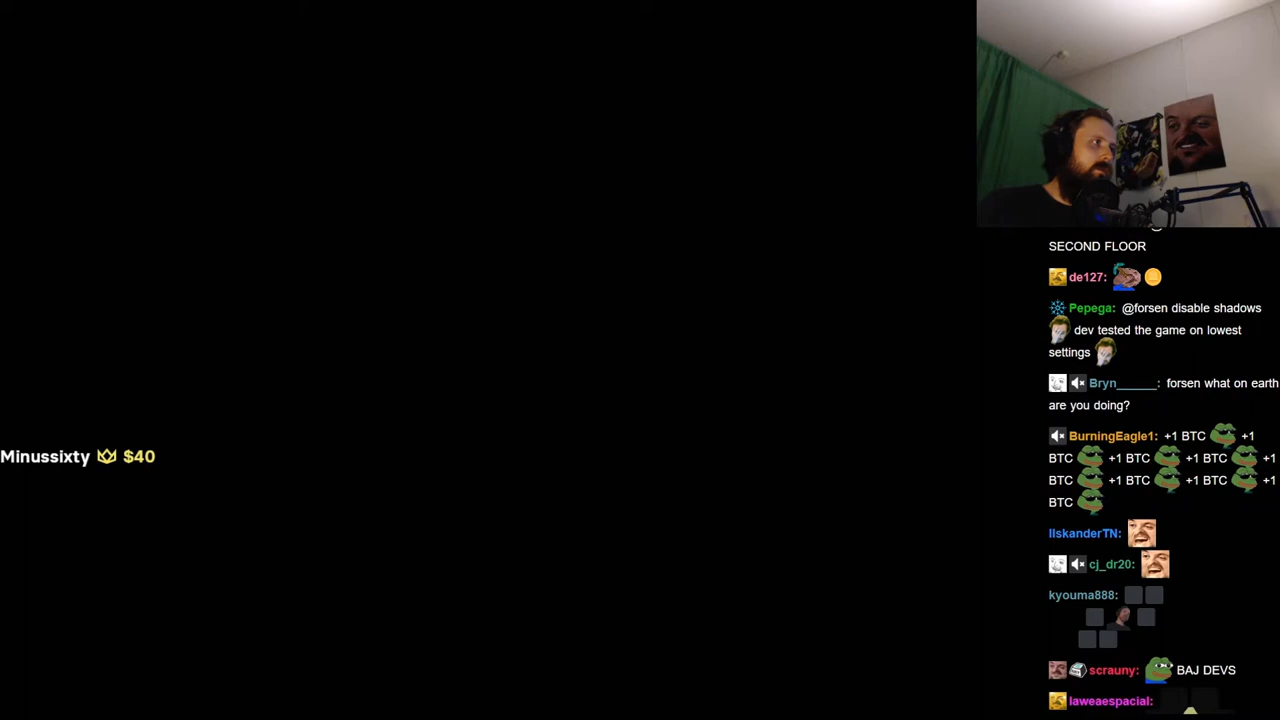 SECOND FLOOR
de127:
Pepega: @forsen disable shadows
dev tested the game on lowest
settings
Bryn______: forsen what on earth
are you doing?
Minussixty $40
BurningEagle1: +1 BTC +1
BTC +1 BTC +1 BTC +1
BTC +1 BTC +1 BTC +1
BTC
IIskanderTN:
cj_dr20:
kyouma888:
scrauny: BAJ DEVS
laweaespacial: